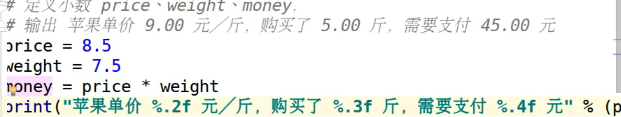 # 定义小数 price、weight、money,
# 输出 苹果单价 9.00 元／斤，购买了 5.00 斤，需要支付 45.00 元
price = 8.5
weight = 7.5
money = price * weight
print("苹果单价 %.2f 元／斤，购买了 %.3f 斤，需要支付 %.4f 元" % (p